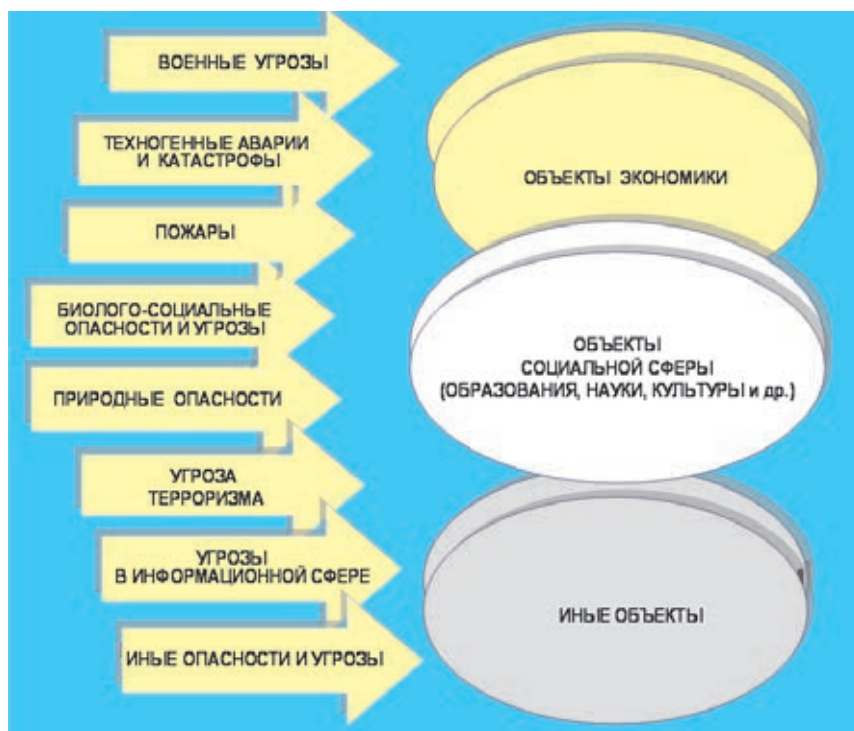 ВОЕННЫЕ УГРОЗЫ
ТЕХНОГЕННЫЕ АВАРИИ
И КАТАСТРОФЫ
ПОЖАРЫ
БИОЛОГО-СОЦИАЛЬНЫЕ
ОПАСНОСТИ И УГРОЗЫ
ПРИРОДНЫЕ ОПАСНОСТИ
УГРОЗА
ТЕРРОРИЗМА
УГРОЗЫ
В ИНФОРМАЦИОННОЙ СФЕРЕ
ИНЫЕ ОПАСНОСТИ И УГРОЗЫ
ОБЪЕКТЫ ЭКОНОМИКИ
ОБЪЕКТЫ
СОЦИАЛЬНОЙ СФЕРЫ
(ОБРАЗОВАНИЯ, НАУКИ, КУЛЬТУРЫ и др.)
ИНЫЕ ОБЪЕКТЫ